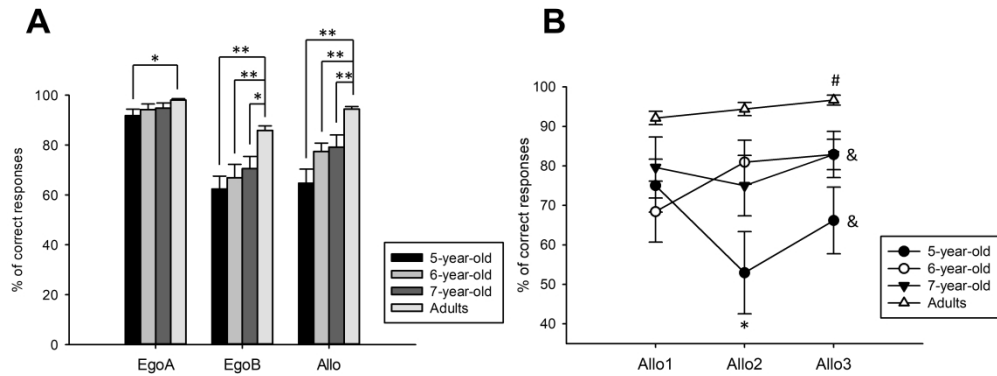 A
% of correct responses
100
80
60
40
20
0
*
**
**
*
**
**
**
EgoA EgoB Allo
5-year-old
6-year-old
7-year-old
Adults
B
% of correct responses
100
90
80
70
60
50
40
#
&
&
*
Allo1 Allo2 Allo3
5-year-old
6-year-old
7-year-old
Adults